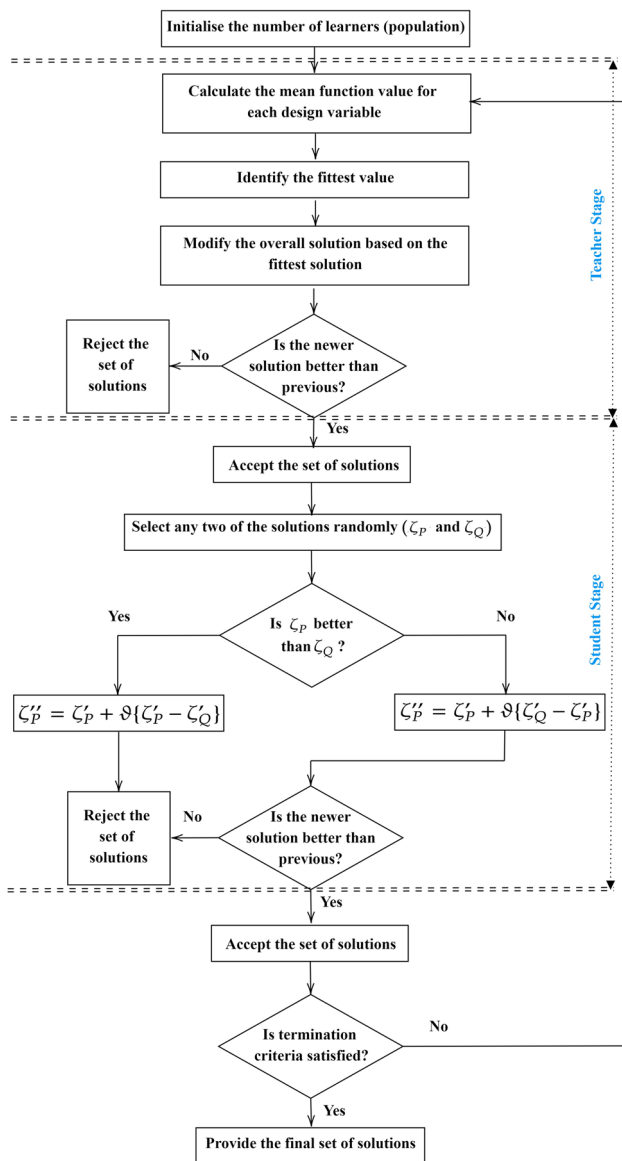 Initialise the number of learners (population)
Calculate the mean function value for
each design variable
Identify the fittest value
Modify the overall solution based on the
fittest solution
Teacher Stage
Is the newer
solution better than
previous?
No
Reject the
set of
solutions
Yes
Accept the set of solutions
Select any two of the solutions randomly (ζ_P and ζ_Q)
Student Stage
Yes
Is ζ_P better
than ζ_Q ?
No
ζ''_P = ζ'_P + ϑ{ζ'_P − ζ'_Q}
ζ''_P = ζ'_P + ϑ{ζ'_Q − ζ'_P}
Reject the
set of
solutions
No
Is the newer
solution better than
previous?
Yes
Accept the set of solutions
Is termination
criteria satisfied?
No
Yes
Provide the final set of solutions